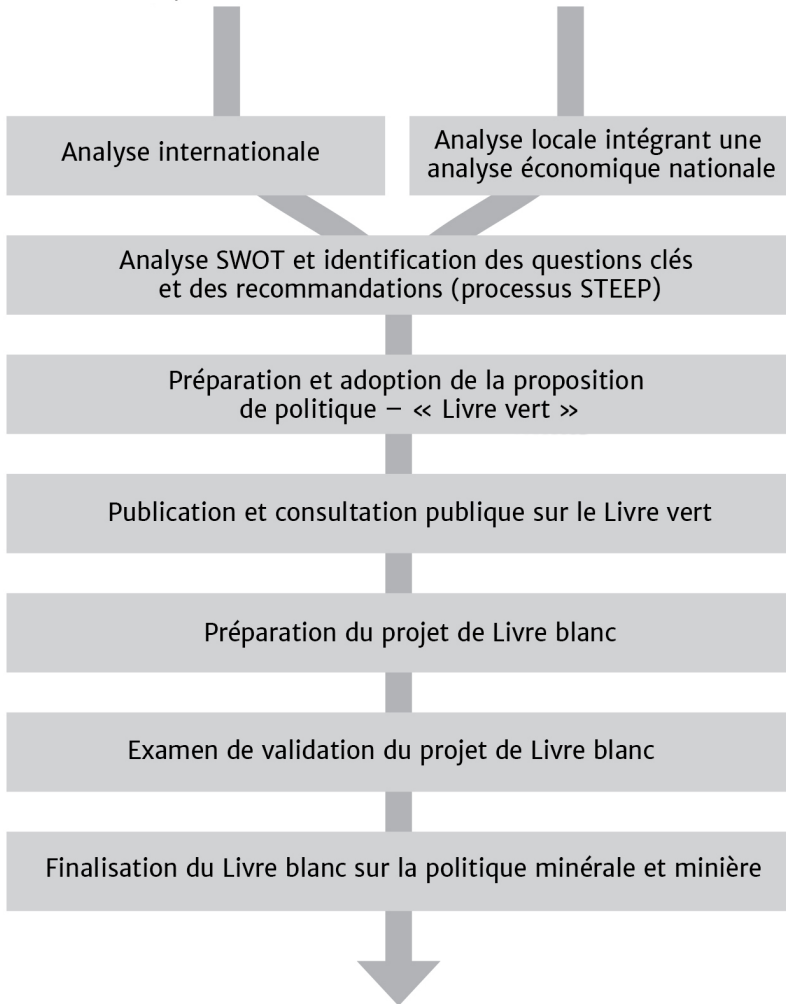 Analyse internationale
Analyse locale intégrant une
analyse économique nationale
Analyse SWOT et identification des questions clés
et des recommandations (processus STEEP)
Préparation et adoption de la proposition
de politique – « Livre vert »
Publication et consultation publique sur le Livre vert
Préparation du projet de Livre blanc
Examen de validation du projet de Livre blanc
Finalisation du Livre blanc sur la politique minérale et minière